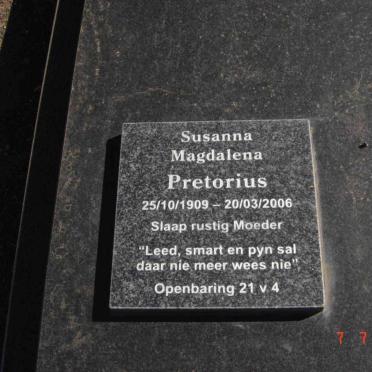 Susanna
Magdalena
Pretorius
25/10/1909 – 20/03/2006
Slaap rustig Moeder
“Leed, smart en pyn sal
daar nie meer wees nie”
Openbaring 21 v 4
7 7